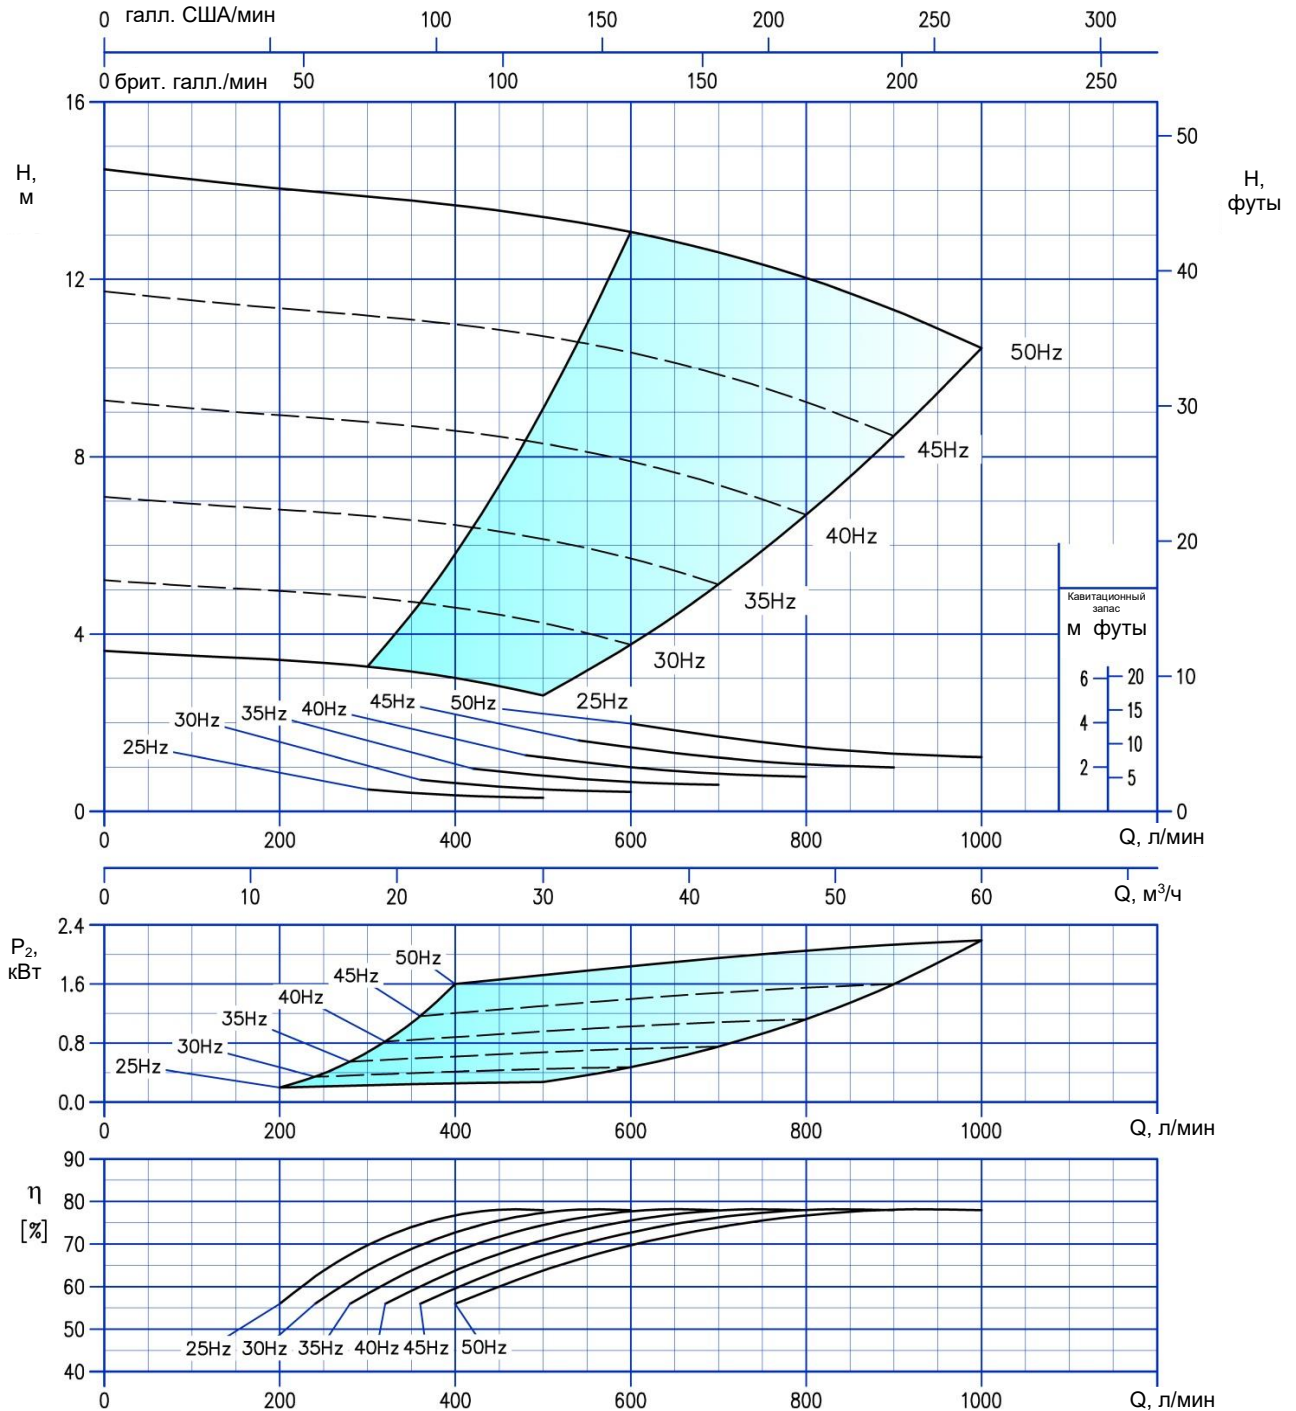 0 галл. США/мин 100 150 200 250 300
0 брит. галл./мин 50 100 150 200 250
16
50
H,
м
H,
футы
12
40
50Hz
30
45Hz
8
40Hz
20
35Hz
Кавитационный
запас
м футы
4
30Hz
6 20 10
45Hz 50Hz 25Hz
40Hz
35Hz
15
30Hz
4
25Hz
10
2
5
0 0
0 200 400 600 800 1000 Q, л/мин
0 10 20 30 40 50 60 Q, м³/ч
2.4
P₂,
кВт
50Hz
45Hz
1.6
40Hz
35Hz
0.8
30Hz
25Hz
0.0
0 200 400 600 800 1000 Q, л/мин
90
η
80
[%]
70
60
50
25Hz 30Hz 35Hz 40Hz 45Hz 50Hz
40
0 200 400 600 800 1000 Q, л/мин